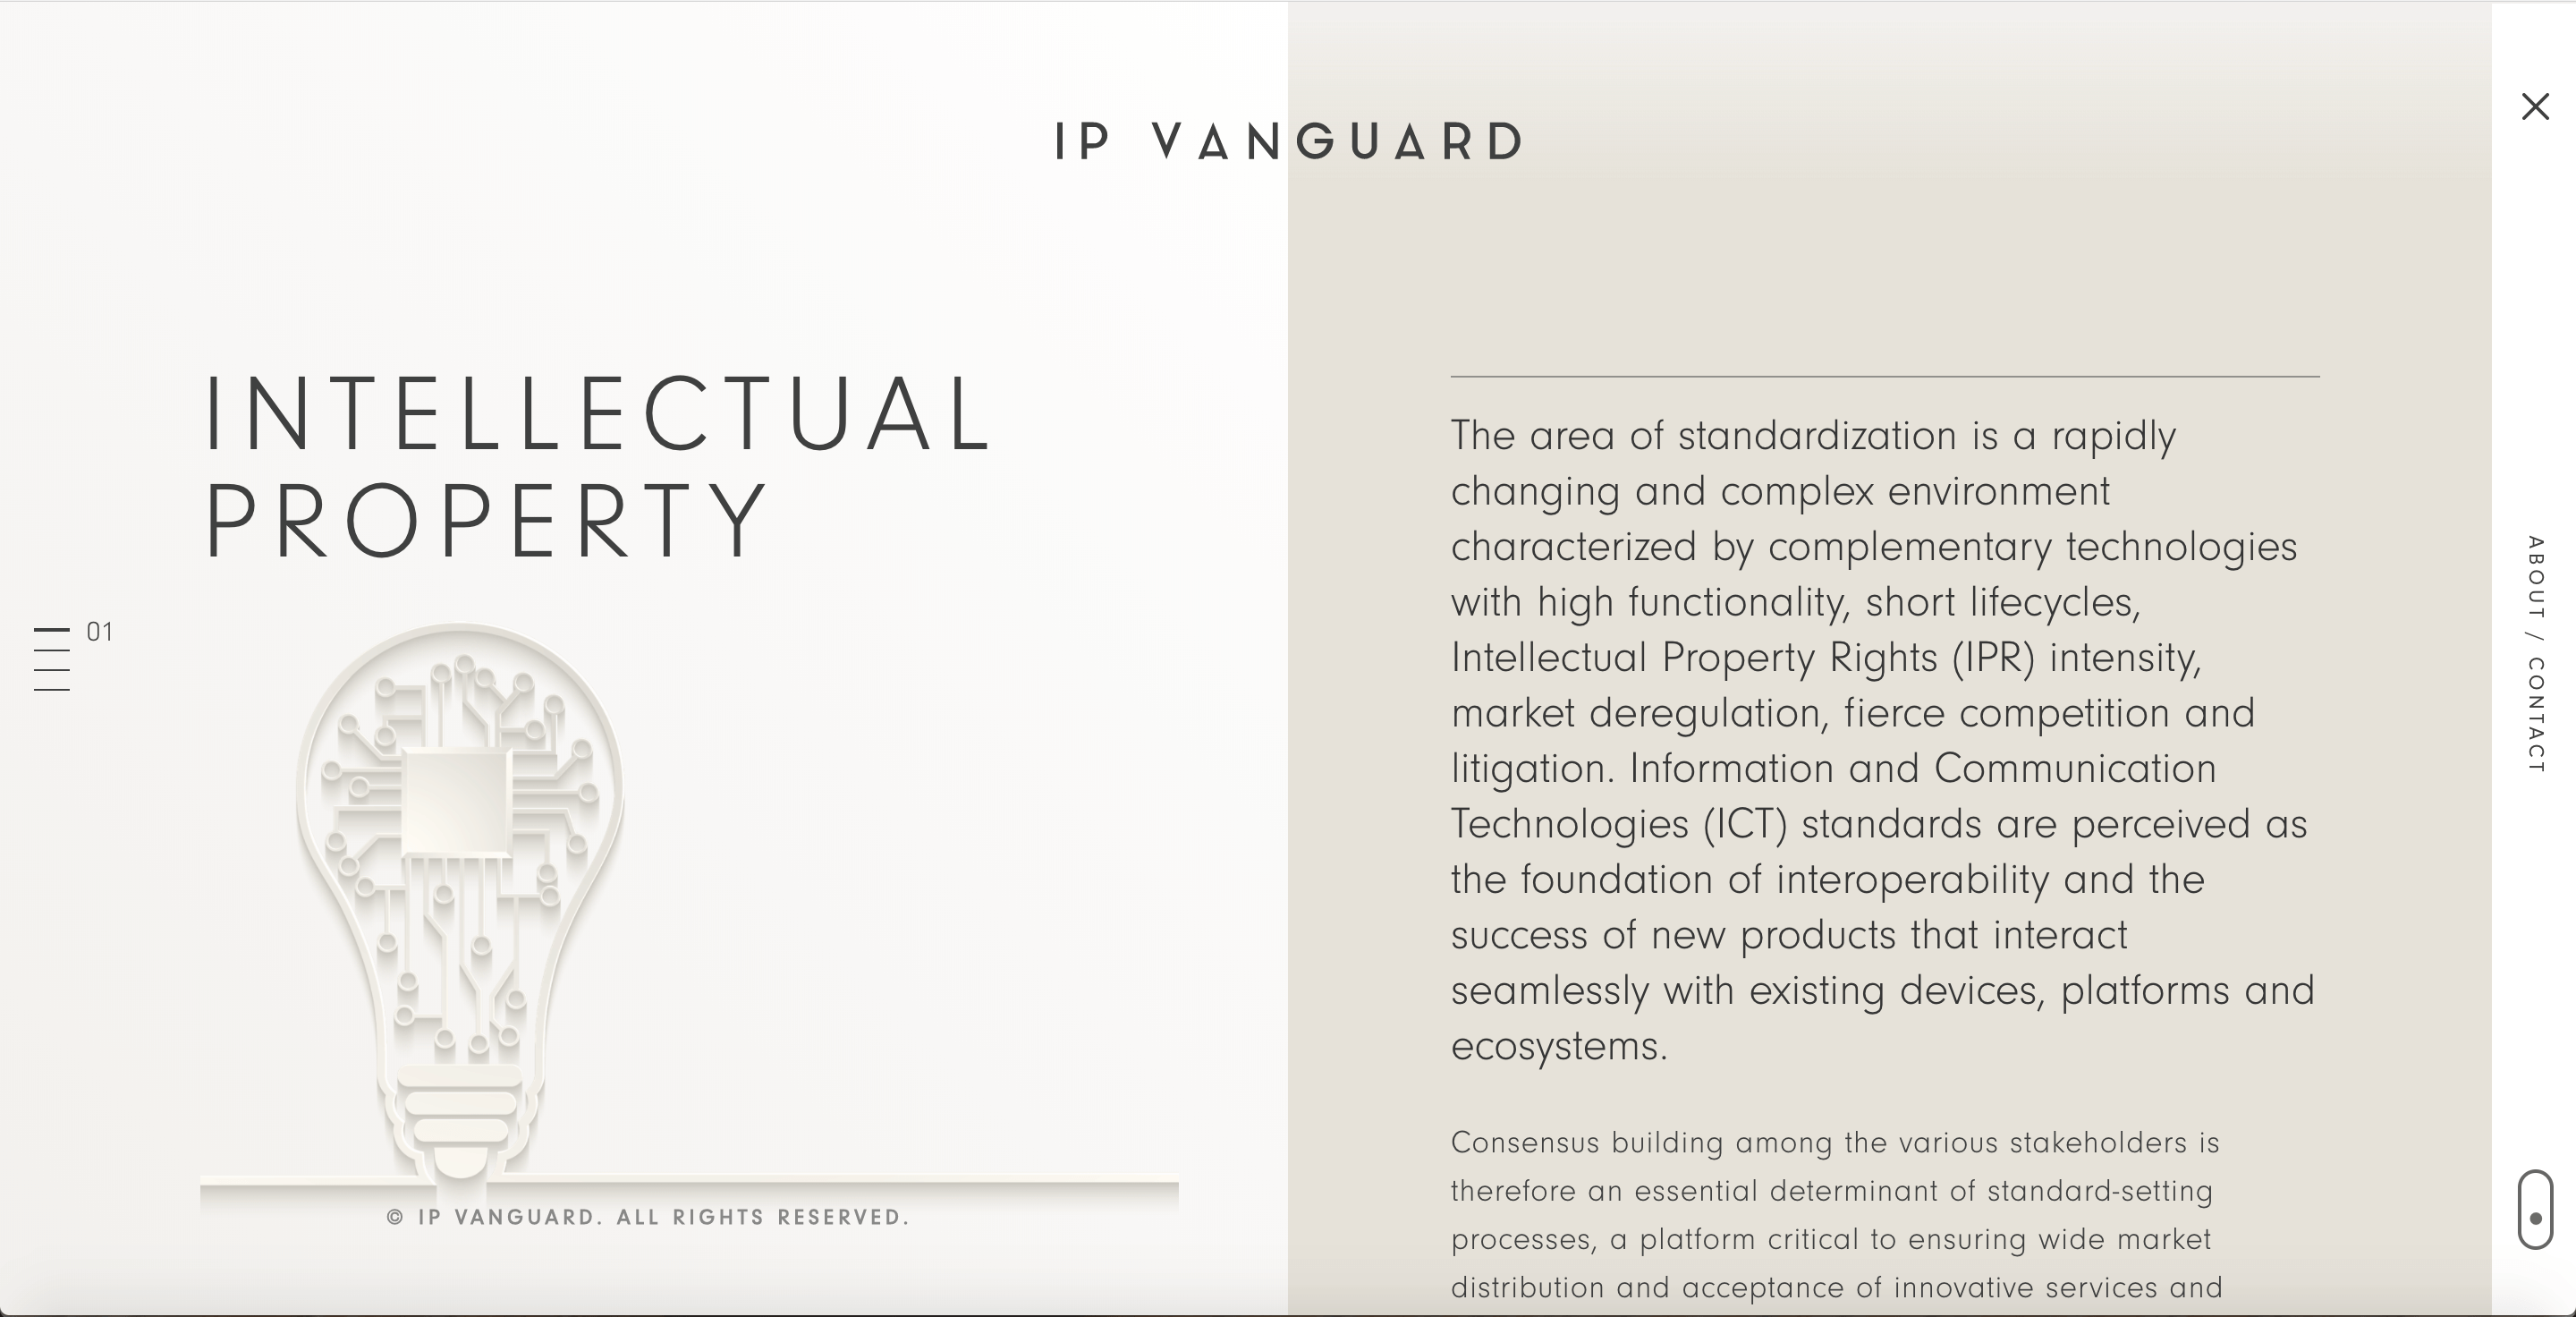 IP VANGUARD
INTELLECTUAL
PROPERTY
01
© IP VANGUARD. ALL RIGHTS RESERVED.
The area of standardization is a rapidly
changing and complex environment
characterized by complementary technologies
with high functionality, short lifecycles,
Intellectual Property Rights (IPR) intensity,
market deregulation, fierce competition and
litigation. Information and Communication
Technologies (ICT) standards are perceived as
the foundation of interoperability and the
success of new products that interact
seamlessly with existing devices, platforms and
ecosystems.
Consensus building among the various stakeholders is
therefore an essential determinant of standard-setting
processes, a platform critical to ensuring wide market
distribution and acceptance of innovative services and
ABOUT / CONTACT